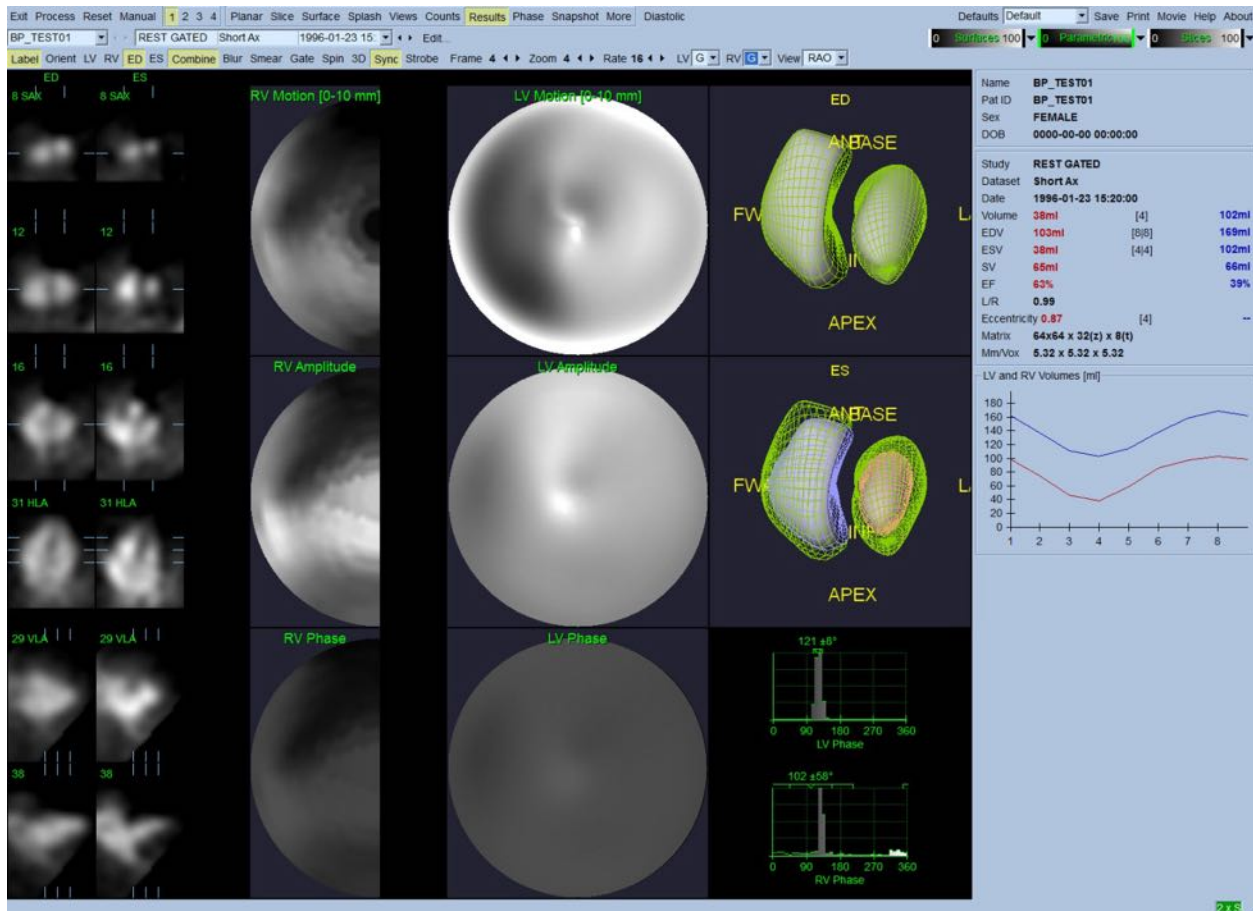 Exit Process Reset Manual 1 2 3 4 Planar Slice Surface Splash Views Counts Results Phase Snapshot More Diastolic Defaults Default Save Print Movie Help About
BP_TEST01 REST GATED Short Ax 1996-01-23 15: Edit... 0 Surfaces 100 0 Parametric 0 Slices 100
Label Orient LV RV ED ES Combine Blur Smear Gate Spin 3D Sync Strobe Frame 4 Zoom 4 Rate 16 LV G RV G View RAO
ED ES
8 SAX 8 SAX
12 12
16 16
31 HLA 31 HLA
29 VLA 29 VLA
38 38
RV Motion [0-10 mm]
LV Motion [0-10 mm]
RV Amplitude
LV Amplitude
RV Phase
LV Phase
ED
ANT BASE
FW
APEX
ES
ANT BASE
FW
APEX
121 ±6°
0 90 180 270 360
LV Phase
102 ±58°
0 90 180 270 360
RV Phase
Name BP_TEST01
Pat ID BP_TEST01
Sex FEMALE
DOB 0000-00-00 00:00:00
Study REST GATED
Dataset Short Ax
Date 1996-01-23 15:20:00
Volume 38ml [4] 102ml
EDV 103ml [8|8] 169ml
ESV 38ml [4|4] 102ml
SV 65ml 66ml
EF 63% 39%
L/R 0.99
Eccentricity 0.87 [4] --
Matrix 64x64 x 32(z) x 8(t)
Mm/Vox 5.32 x 5.32 x 5.32
LV and RV Volumes [ml]
180
160
140
120
100
80
60
40
20
0
1 2 3 4 5 6 7 8
2 x S